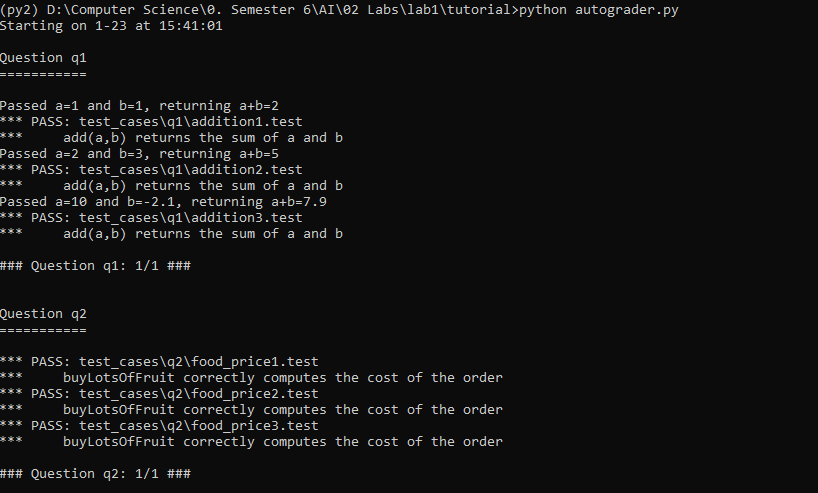 (py2) D:\Computer Science\0. Semester 6\AI\02 Labs\lab1\tutorial>python autograder.py
Starting on 1-23 at 15:41:01
Question q1
===========
Passed a=1 and b=1, returning a+b=2
*** PASS: test_cases\q1\addition1.test
***     add(a,b) returns the sum of a and b
Passed a=2 and b=3, returning a+b=5
*** PASS: test_cases\q1\addition2.test
***     add(a,b) returns the sum of a and b
Passed a=10 and b=-2.1, returning a+b=7.9
*** PASS: test_cases\q1\addition3.test
***     add(a,b) returns the sum of a and b
### Question q1: 1/1 ###
Question q2
===========
*** PASS: test_cases\q2\food_price1.test
***     buyLotsOfFruit correctly computes the cost of the order
*** PASS: test_cases\q2\food_price2.test
***     buyLotsOfFruit correctly computes the cost of the order
*** PASS: test_cases\q2\food_price3.test
***     buyLotsOfFruit correctly computes the cost of the order
### Question q2: 1/1 ###